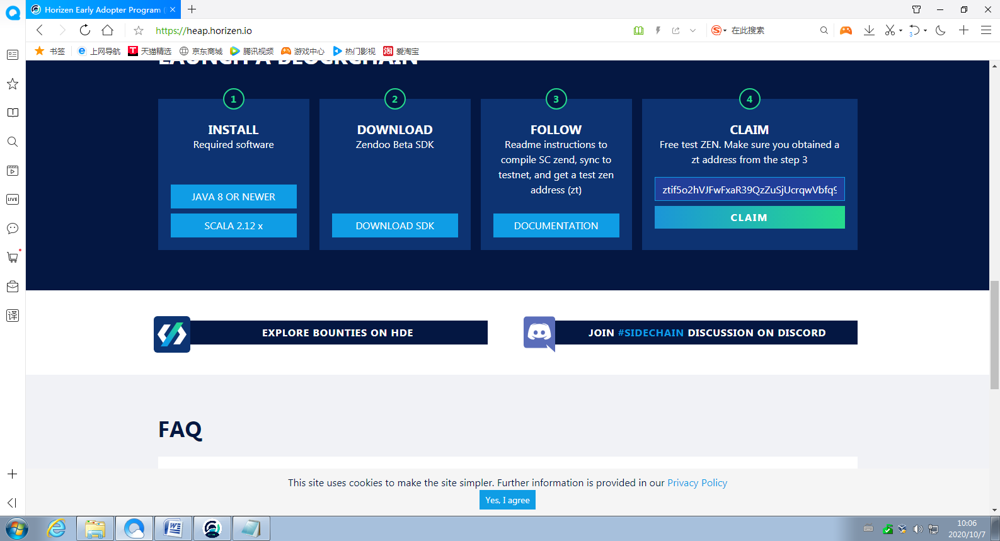 Horizen Early Adopter Program (
https://heap.horizen.io
在此搜索
3
书签
上网导航
天猫精选
京东商城
腾讯视频
游戏中心
热门影视
爱淘宝
LIVE
译
LAUNCH A BLOCKCHAIN
1
INSTALL
Required software
JAVA 8 OR NEWER
SCALA 2.12 x
2
DOWNLOAD
Zendoo Beta SDK
DOWNLOAD SDK
3
FOLLOW
Readme instructions to
compile SC zend, sync to
testnet, and get a test zen
address (zt)
DOCUMENTATION
4
CLAIM
Free test ZEN. Make sure you obtained a
zt address from the step 3
ztif5o2hVJFwFxaR39QzZuSjUcrqwVbfq9
CLAIM
EXPLORE BOUNTIES ON HDE
JOIN #SIDECHAIN DISCUSSION ON DISCORD
FAQ
This site uses cookies to make the site simpler. Further information is provided in our Privacy Policy
Yes, I agree
10:06
2020/10/7